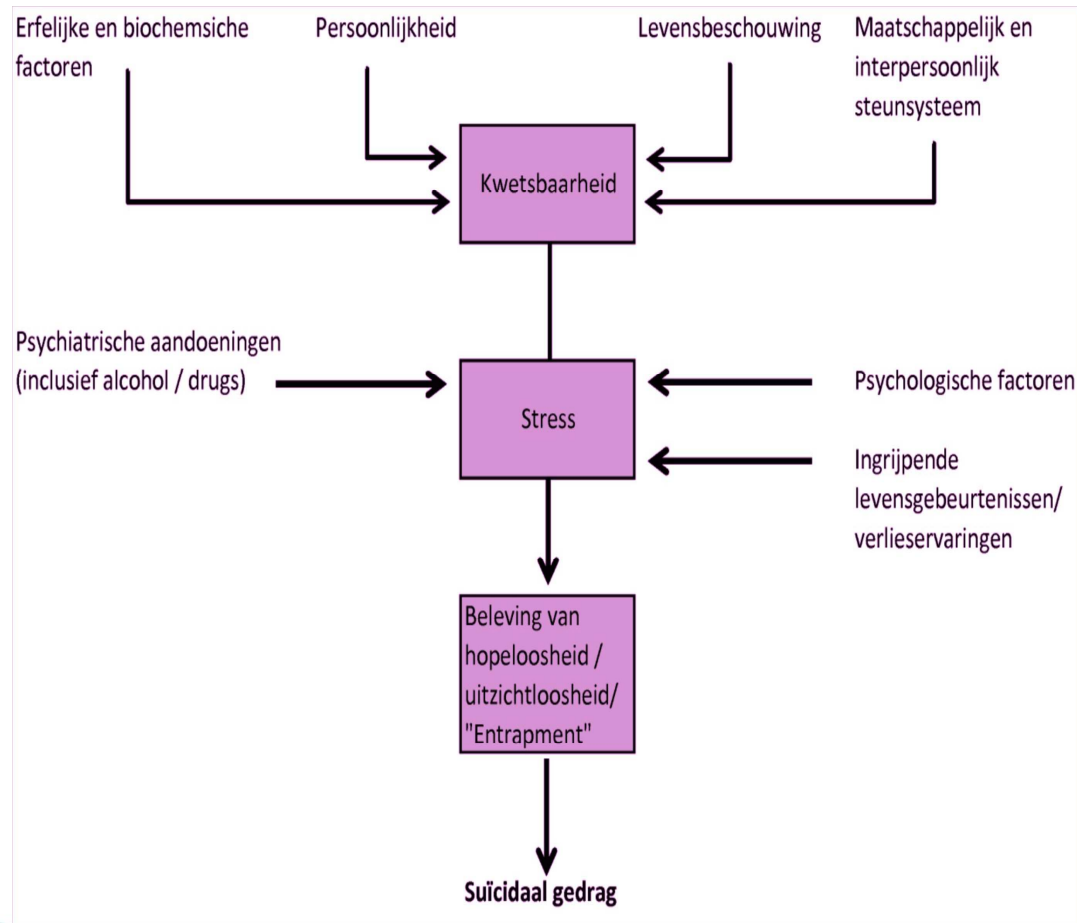 Erfelijke en biochemsiche
factoren
Persoonlijkheid
Levensbeschouwing
Maatschappelijk en
interpersoonlijk
steunsysteem
Kwetsbaarheid
Psychiatrische aandoeningen
(inclusief alcohol / drugs)
Stress
Psychologische factoren
Ingrijpende
levensgebeurtenissen/
verlieservaringen
Beleving van
hopeloosheid /
uitzichtloosheid/
"Entrapment"
Suïcidaal gedrag